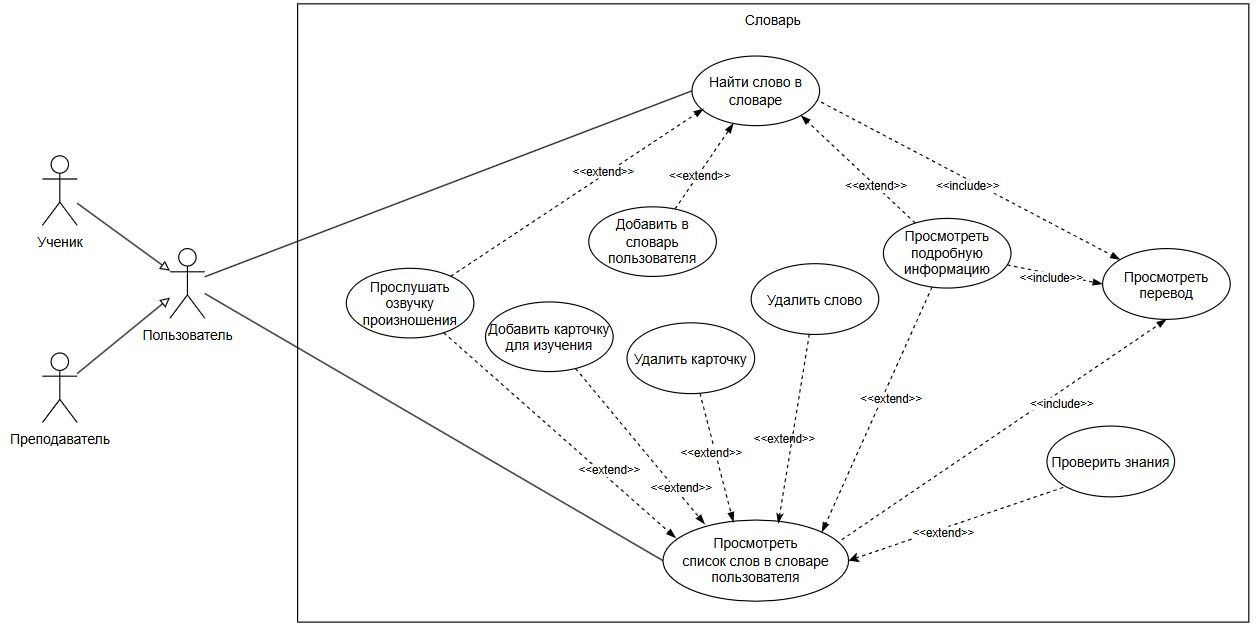 Словарь
Найти слово в
словаре
<<extend>>
<<extend>>
<<extend>>
<<include>>
Ученик
Добавить в
словарь
пользователя
Просмотреть
подробную
информацию
Просмотреть
перевод
<<include>>
Прослушать
озвучку
произношения
Удалить слово
Пользователь
Добавить карточку
для изучения
Удалить карточку
<<extend>>
<<include>>
Преподаватель
<<extend>>
<<extend>>
<<extend>>
<<extend>>
Проверить знания
<<extend>>
Просмотреть
список слов в словаре
пользователя